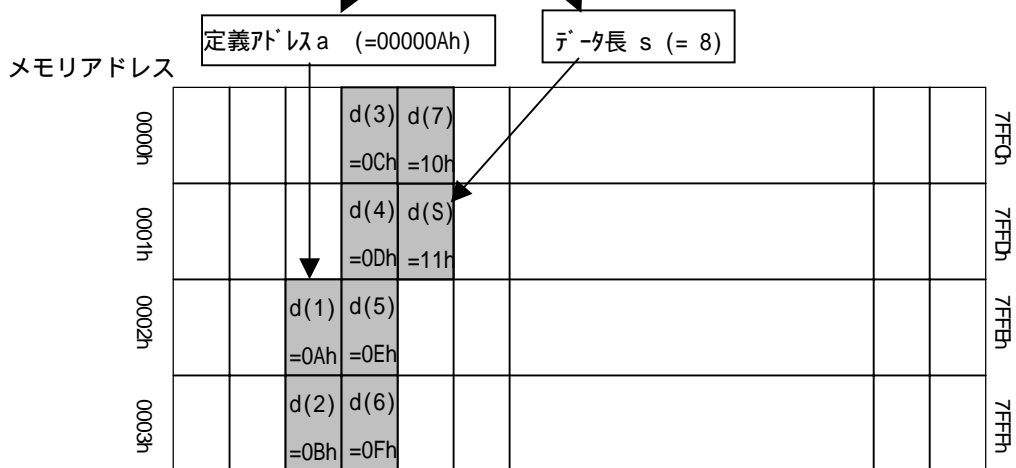 定義ｱﾄﾞﾚｽa (=00000Ah)
ﾃﾞｰﾀ長 s (= 8)
メモリアドレス
0000h
d(3)
=0Ch
d(7)
=10h
7FFCh
0001h
d(4)
=0Dh
d(S)
=11h
7FFDh
0002h
d(1)
=0Ah
d(5)
=0Eh
7FFEh
0003h
d(2)
=0Bh
d(6)
=0Fh
7FFFh